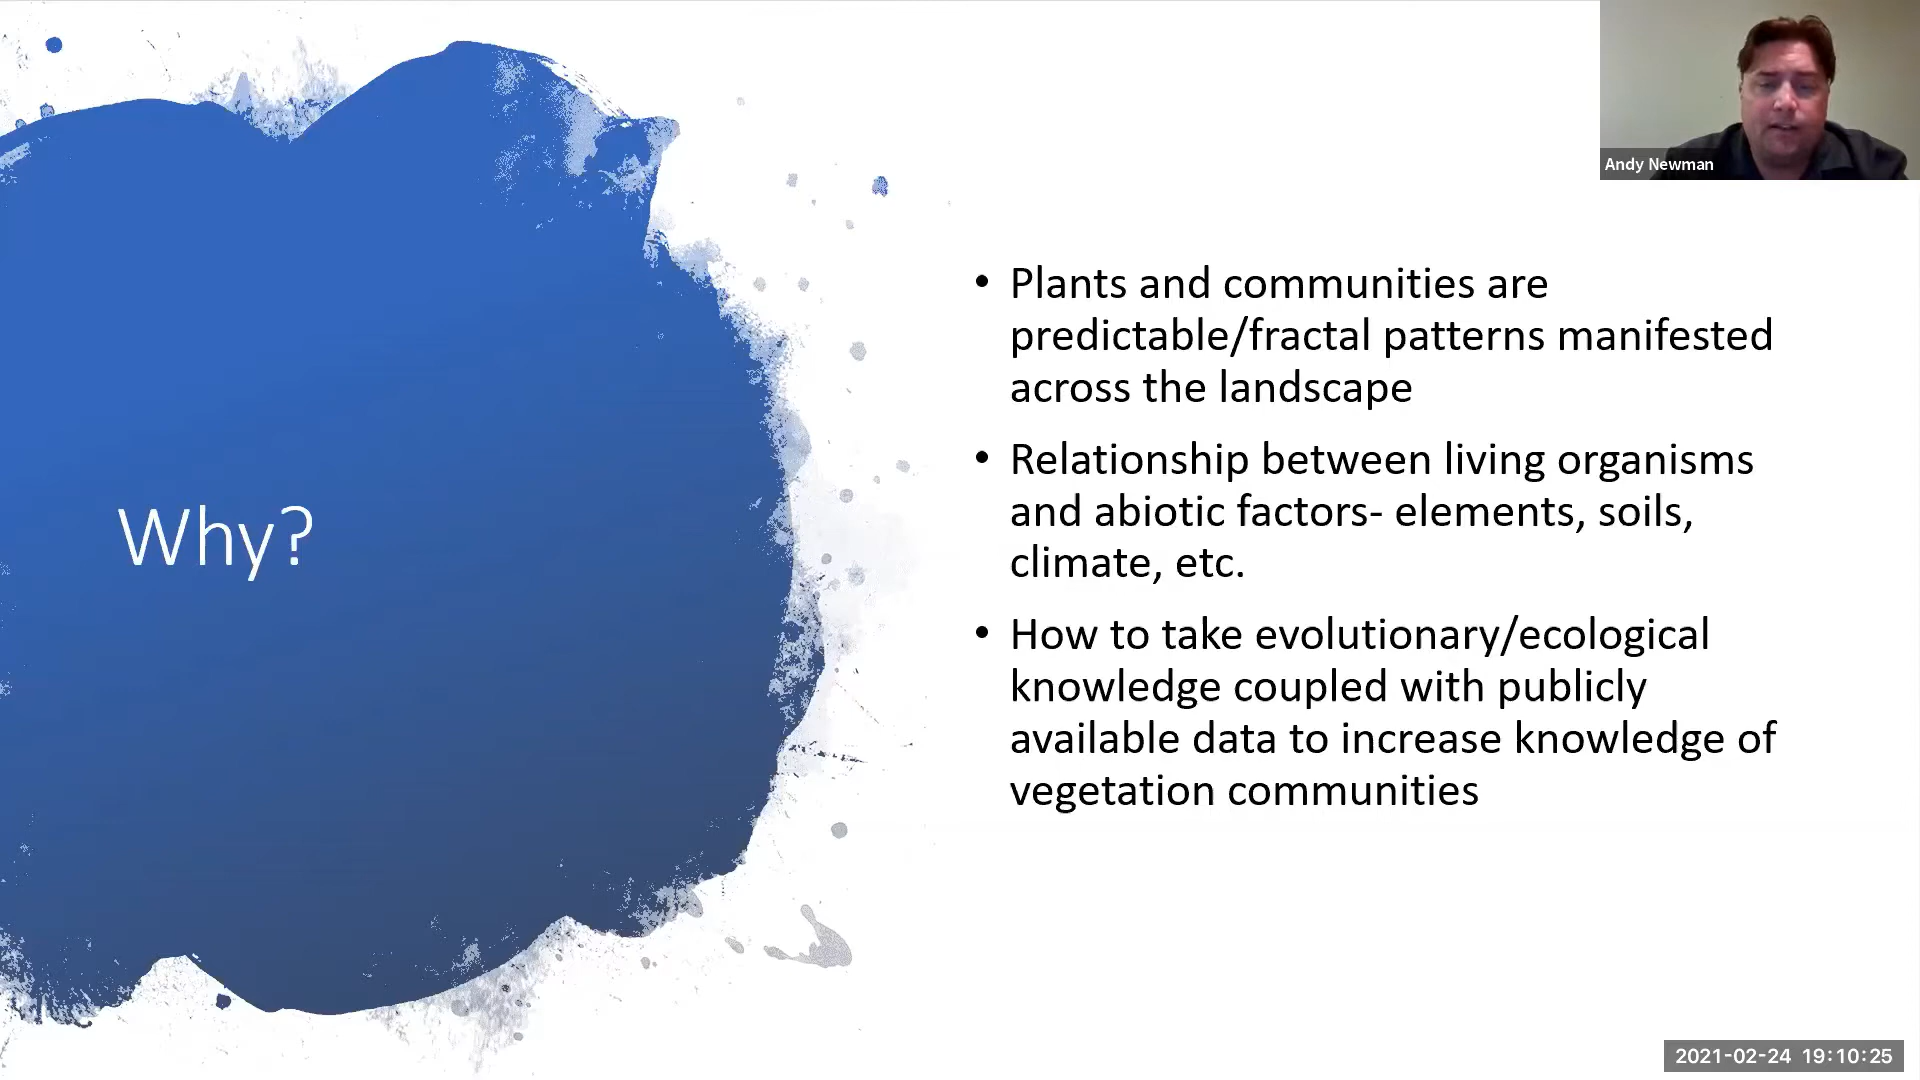 Andy Newman
Why?
• Plants and communities are
predictable/fractal patterns manifested
across the landscape
• Relationship between living organisms
and abiotic factors- elements, soils,
climate, etc.
• How to take evolutionary/ecological
knowledge coupled with publicly
available data to increase knowledge of
vegetation communities
2021-02-24 19:10:25